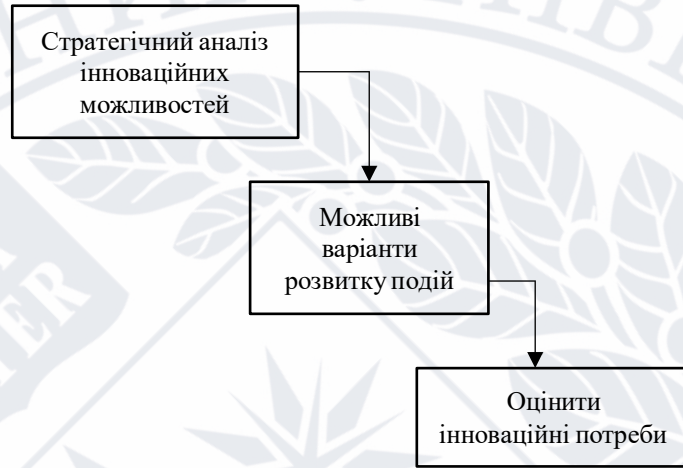 Стратегічний аналіз
інноваційних
можливостей
Можливі
варіанти
розвитку подій
Оцінити
інноваційні потреби